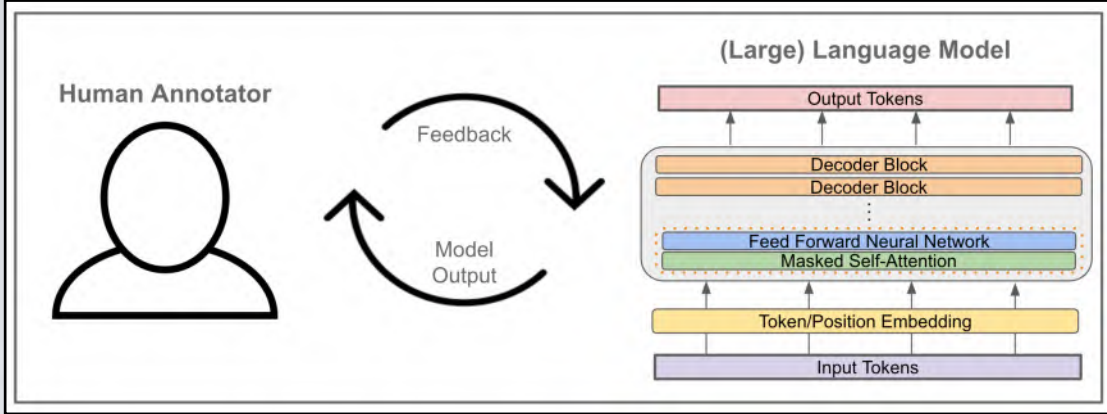 Human Annotator
Feedback
Model
Output
(Large) Language Model
Output Tokens
Decoder Block
Decoder Block
Feed Forward Neural Network
Masked Self-Attention
Token/Position Embedding
Input Tokens